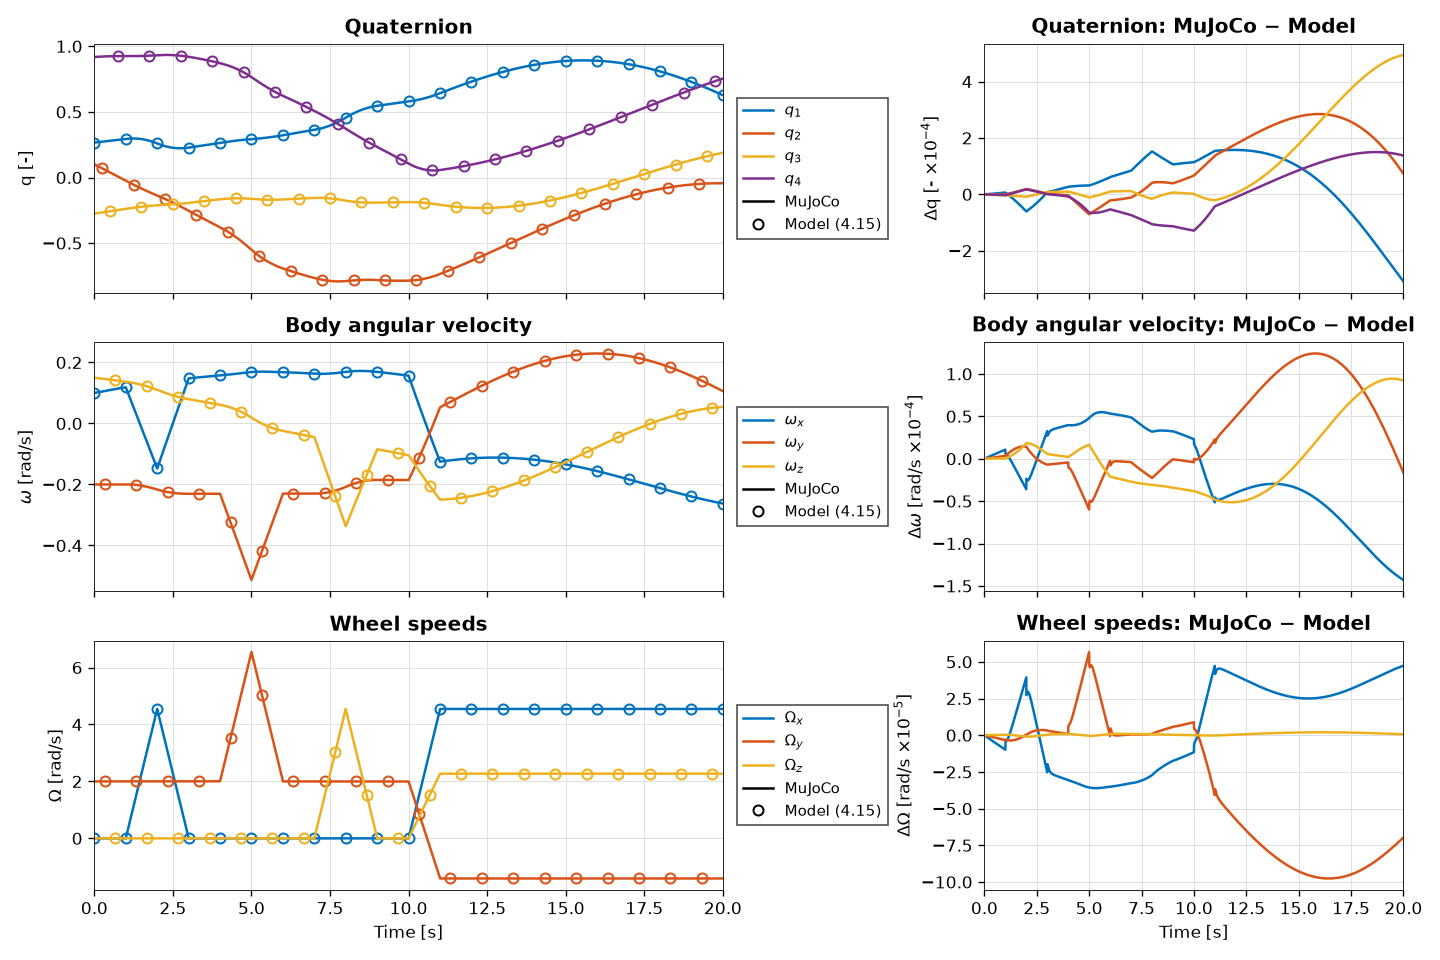 Quaternion
1.0
0.5
0.0
−0.5
q [-]
q₁
q₂
q₃
q₄
MuJoCo
Model (4.15)
Quaternion: MuJoCo − Model
4
2
0
−2
Δq [- ×10⁻⁴]
Body angular velocity
0.2
0.0
−0.2
−0.4
ω [rad/s]
ωₓ
ω_y
ω_z
MuJoCo
Model (4.15)
Body angular velocity: MuJoCo − Model
1.0
0.5
0.0
−0.5
−1.0
−1.5
Δω [rad/s ×10⁻⁴]
Wheel speeds
6
4
2
0
Ω [rad/s]
0.0 2.5 5.0 7.5 10.0 12.5 15.0 17.5 20.0
Time [s]
Ωₓ
Ω_y
Ω_z
MuJoCo
Model (4.15)
Wheel speeds: MuJoCo − Model
5.0
2.5
0.0
−2.5
−5.0
−7.5
−10.0
ΔΩ [rad/s ×10⁻⁵]
0.0 2.5 5.0 7.5 10.0 12.5 15.0 17.5 20.0
Time [s]